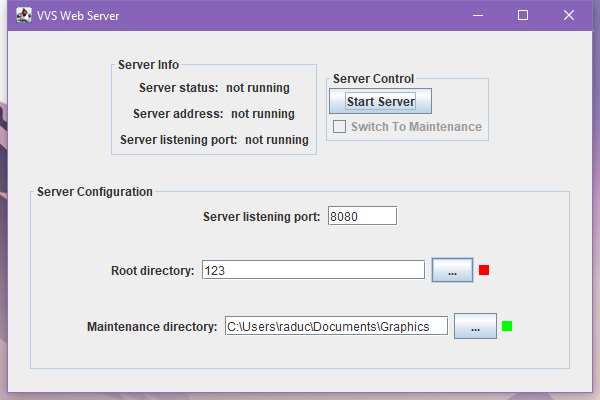 VVS Web Server
Server Info
Server status: not running
Server address: not running
Server listening port: not running
Server Control
Start Server
Switch To Maintenance
Server Configuration
Server listening port: 8080
Root directory: 123 ...
Maintenance directory: C:\Users\raduc\Documents\Graphics ...